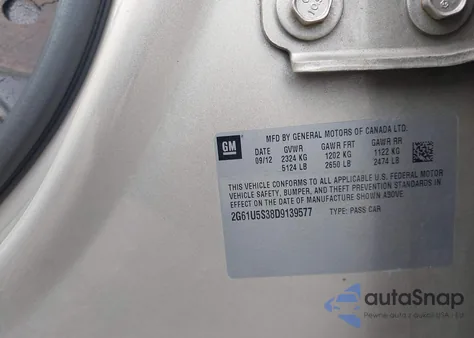 GM
MFD BY GENERAL MOTORS OF CANADA LTD.
DATE GVWR GAWR FRT GAWR RR
09/12 2324 KG 1202 KG 1122 KG
5124 LB 2650 LB 2474 LB
THIS VEHICLE CONFORMS TO ALL APPLICABLE U.S. FEDERAL MOTOR
VEHICLE SAFETY, BUMPER, AND THEFT PREVENTION STANDARDS IN
EFFECT ON THE DATE OF MANUFACTURE SHOWN ABOVE.
2G61U5S38D9139577 TYPE: PASS CAR
autaSnap